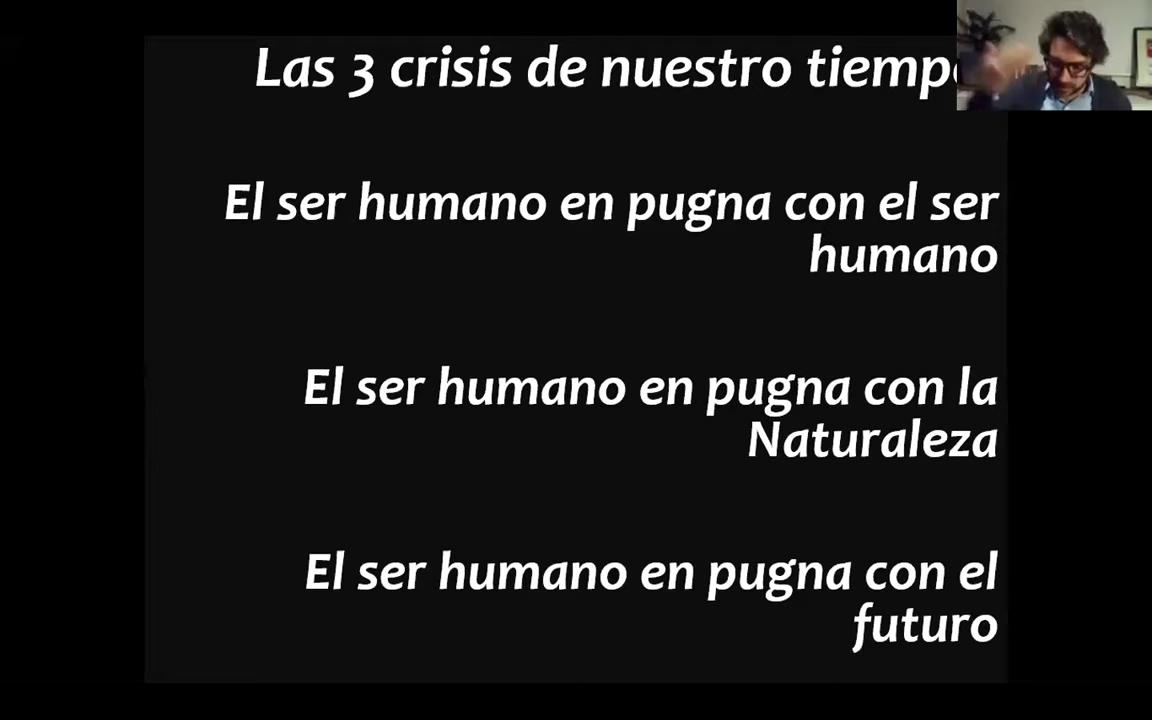 Las 3 crisis de nuestro tiempo
El ser humano en pugna con el ser
humano
El ser humano en pugna con la
Naturaleza
El ser humano en pugna con el
futuro